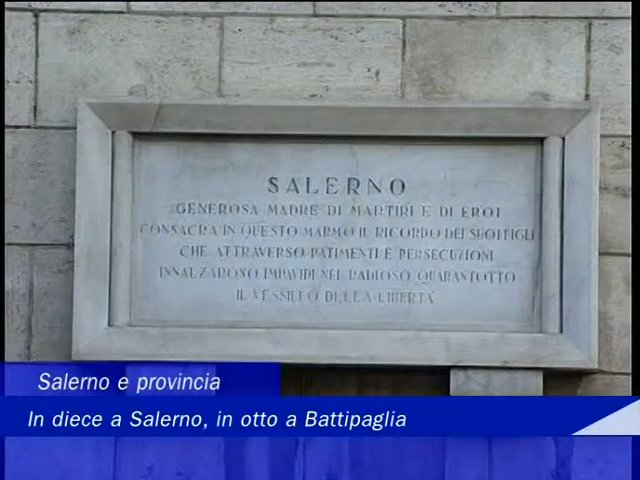 SALERNO
GENEROSA MADRE DI MARTIRI E DI EROI
CONSACRA IN QUESTO MARMO IL RICORDO DEI SUOI FIGLI
CHE ATTRAVERSO PATIMENTI E PERSECUZIONI
INNALZARONO IMPAVIDI NEL RADIOSO QUARANTOTTO
IL VESSILLO DELLA LIBERTÀ
Salerno e provincia
In diece a Salerno, in otto a Battipaglia